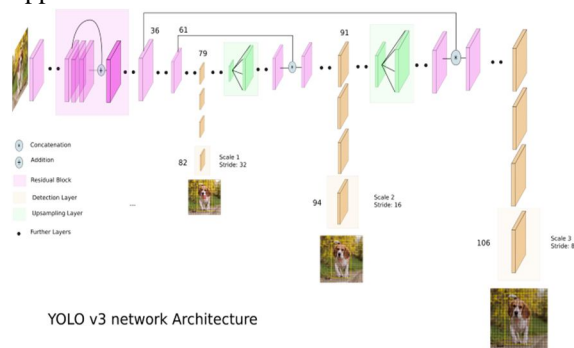 36
61
79
91
Concatenation
Addition
Residual Block
Detection Layer
Upsampling Layer
Further Layers
...
82
Scale 1
Stride: 32
94
Scale 2
Stride: 16
106
Scale 3
Stride: 8
YOLO v3 network Architecture